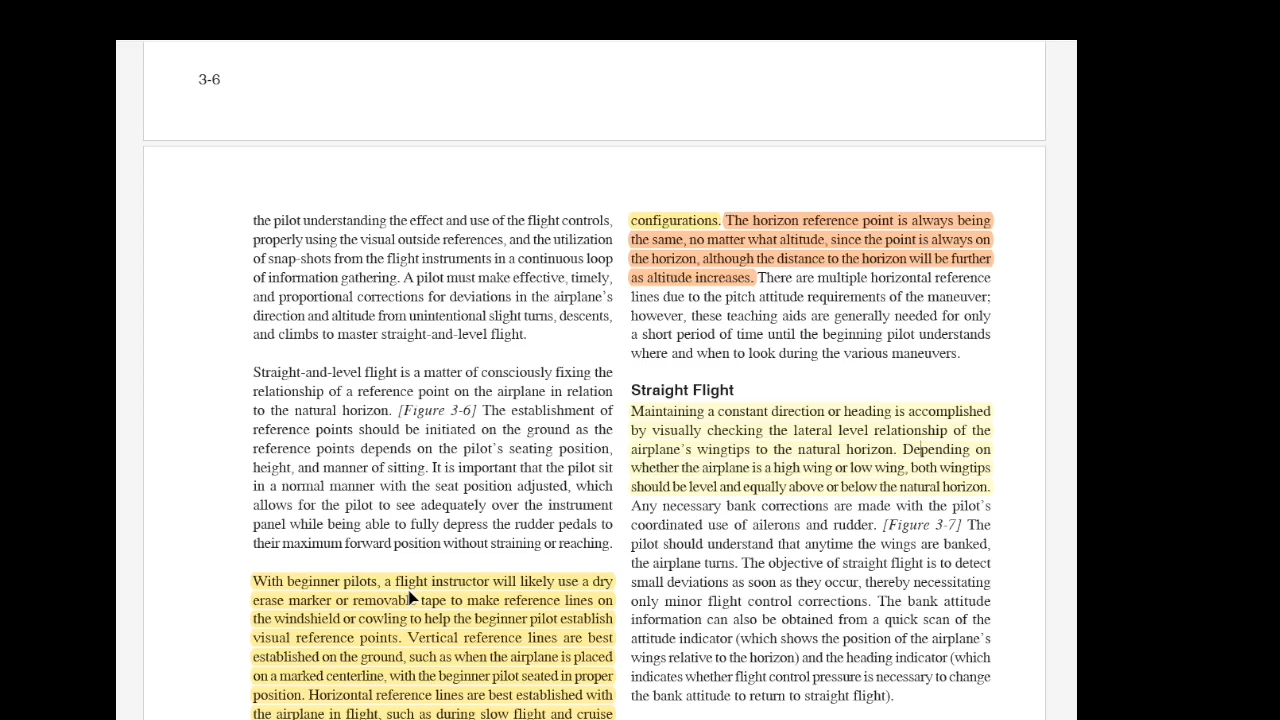 3-6
the pilot understanding the effect and use of the flight controls,
properly using the visual outside references, and the utilization
of snap-shots from the flight instruments in a continuous loop
of information gathering. A pilot must make effective, timely,
and proportional corrections for deviations in the airplane’s
direction and altitude from unintentional slight turns, descents,
and climbs to master straight-and-level flight.
Straight-and-level flight is a matter of consciously fixing the
relationship of a reference point on the airplane in relation
to the natural horizon. [Figure 3-6] The establishment of
reference points should be initiated on the ground as the
reference points depends on the pilot’s seating position,
height, and manner of sitting. It is important that the pilot sit
in a normal manner with the seat position adjusted, which
allows for the pilot to see adequately over the instrument
panel while being able to fully depress the rudder pedals to
their maximum forward position without straining or reaching.
With beginner pilots, a flight instructor will likely use a dry
erase marker or removable tape to make reference lines on
the windshield or cowling to help the beginner pilot establish
visual reference points. Vertical reference lines are best
established on the ground, such as when the airplane is placed
on a marked centerline, with the beginner pilot seated in proper
position. Horizontal reference lines are best established with
the airplane in flight, such as during slow flight and cruise
configurations. The horizon reference point is always being
the same, no matter what altitude, since the point is always on
the horizon, although the distance to the horizon will be further
as altitude increases. There are multiple horizontal reference
lines due to the pitch attitude requirements of the maneuver;
however, these teaching aids are generally needed for only
a short period of time until the beginning pilot understands
where and when to look during the various maneuvers.
Straight Flight
Maintaining a constant direction or heading is accomplished
by visually checking the lateral level relationship of the
airplane’s wingtips to the natural horizon. Depending on
whether the airplane is a high wing or low wing, both wingtips
should be level and equally above or below the natural horizon.
Any necessary bank corrections are made with the pilot’s
coordinated use of ailerons and rudder. [Figure 3-7] The
pilot should understand that anytime the wings are banked,
the airplane turns. The objective of straight flight is to detect
small deviations as soon as they occur, thereby necessitating
only minor flight control corrections. The bank attitude
information can also be obtained from a quick scan of the
attitude indicator (which shows the position of the airplane’s
wings relative to the horizon) and the heading indicator (which
indicates whether flight control pressure is necessary to change
the bank attitude to return to straight flight).